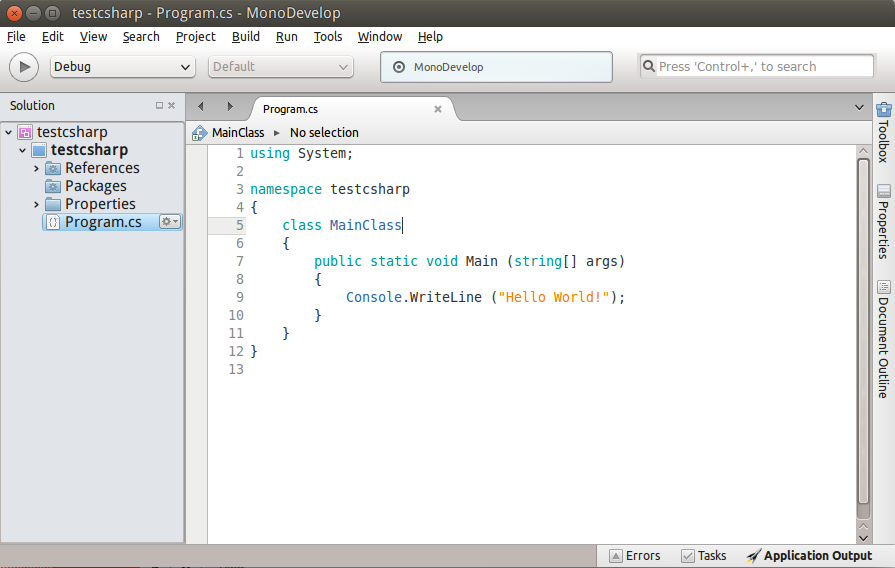 testcsharp - Program.cs - MonoDevelop
File Edit View Search Project Build Run Tools Window Help
Debug Default MonoDevelop Press 'Control+,' to search
Solution
testcsharp
testcsharp
References
Packages
Properties
Program.cs
Program.cs
MainClass No selection
1 using System;
2
3 namespace testcsharp
4 {
5     class MainClass
6     {
7         public static void Main (string[] args)
8         {
9             Console.WriteLine ("Hello World!");
10         }
11     }
12 }
13
Toolbox
Properties
Document Outline
Errors Tasks Application Output